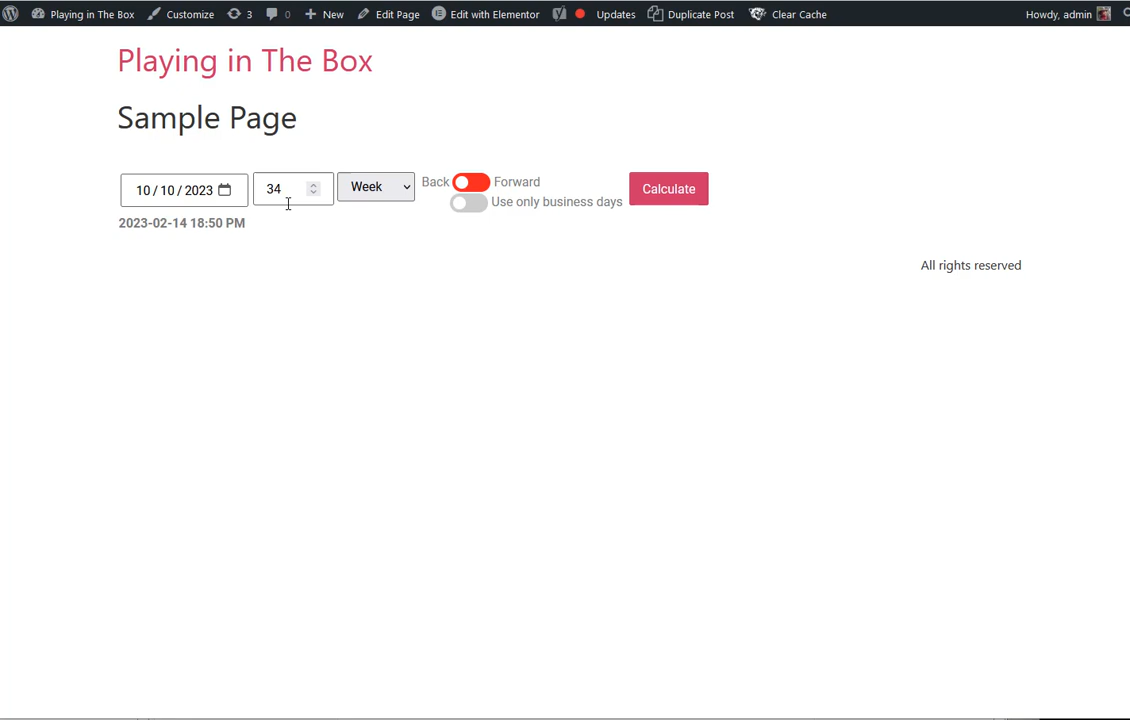 Playing in The Box Customize 3 0 New Edit Page Edit with Elementor Updates Duplicate Post Clear Cache Howdy, admin
Playing in The Box
Sample Page
10/10/2023 34 Week Back Forward Calculate
Use only business days
2023-02-14 18:50 PM
All rights reserved